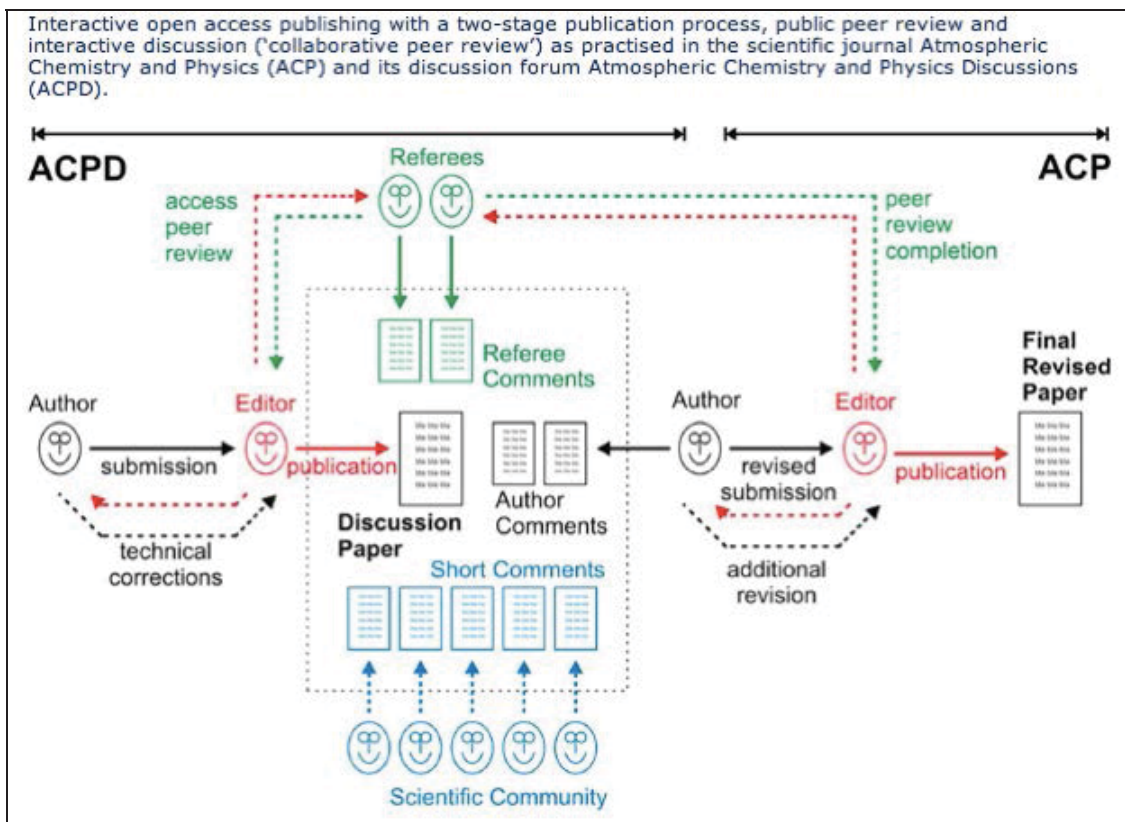 Interactive open access publishing with a two-stage publication process, public peer review and
interactive discussion (‘collaborative peer review’) as practised in the scientific journal Atmospheric
Chemistry and Physics (ACP) and its discussion forum Atmospheric Chemistry and Physics Discussions
(ACPD).
ACPD
Referees
ACP
access
peer
review
peer
review
completion
Referee
Comments
Final
Revised
Paper
Author
Editor
Author
Editor
submission
publication
revised
submission
publication
Author
Comments
Discussion
Paper
technical
corrections
Short Comments
additional
revision
Scientific Community